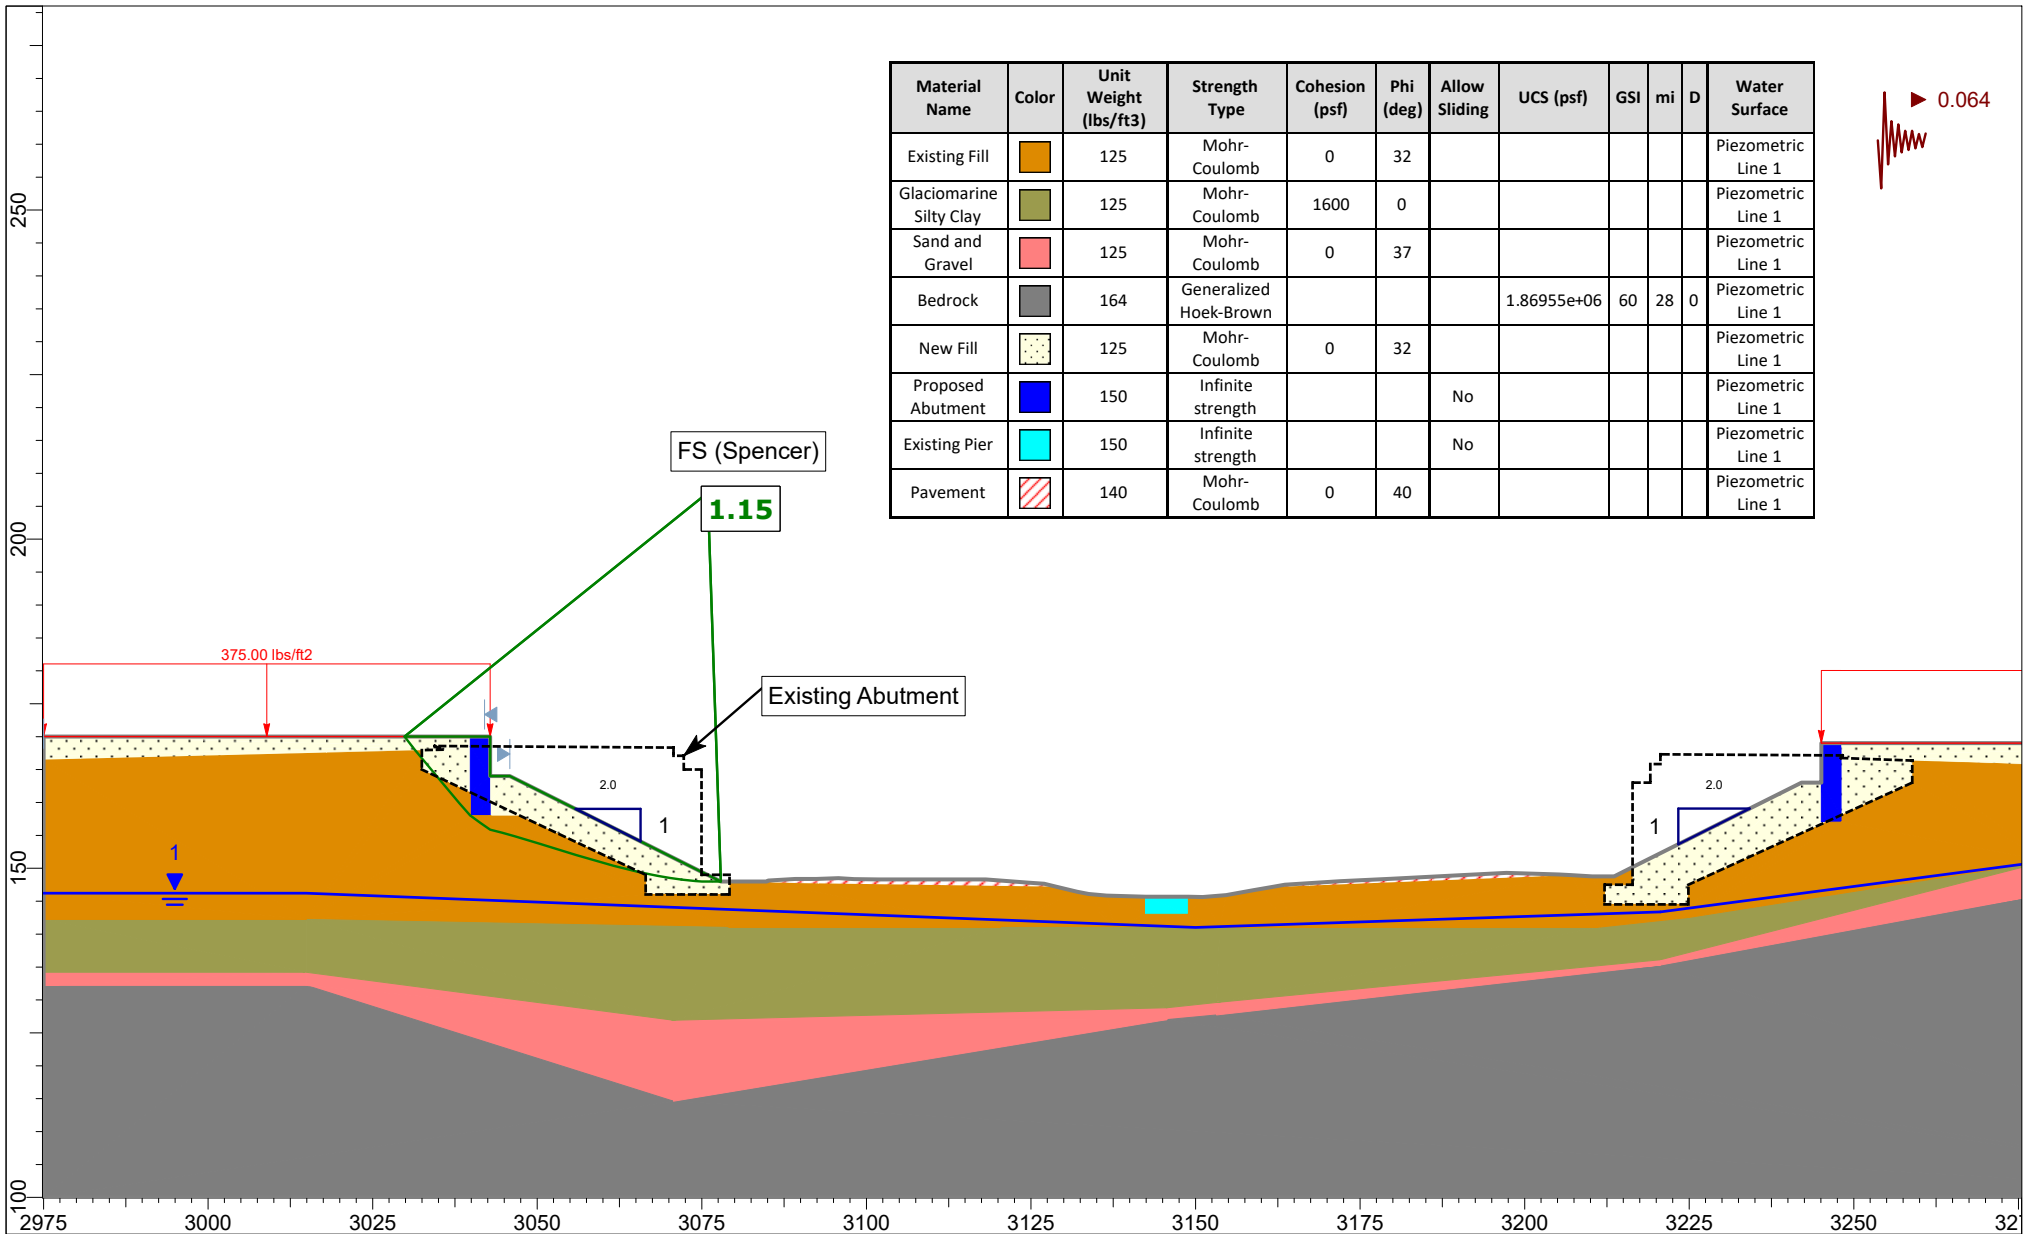 Material Name Color Unit Weight (lbs/ft3) Strength Type Cohesion (psf) Phi (deg) Allow Sliding UCS (psf) GSI mi D Water Surface
Existing Fill 125 Mohr-Coulomb 0 32 Piezometric Line 1
Glaciomarine Silty Clay 125 Mohr-Coulomb 1600 0 Piezometric Line 1
Sand and Gravel 125 Mohr-Coulomb 0 37 Piezometric Line 1
Bedrock 164 Generalized Hoek-Brown 1.86955e+06 60 28 0 Piezometric Line 1
New Fill 125 Mohr-Coulomb 0 32 Piezometric Line 1
Proposed Abutment 150 Infinite strength No Piezometric Line 1
Existing Pier 150 Infinite strength No Piezometric Line 1
Pavement 140 Mohr-Coulomb 0 40 Piezometric Line 1
0.064
250
200
150
100
FS (Spencer)
1.15
375.00 lbs/ft2
Existing Abutment
2.0
1
2.0
1
1
2975 3000 3025 3050 3075 3100 3125 3150 3175 3200 3225 3250 327